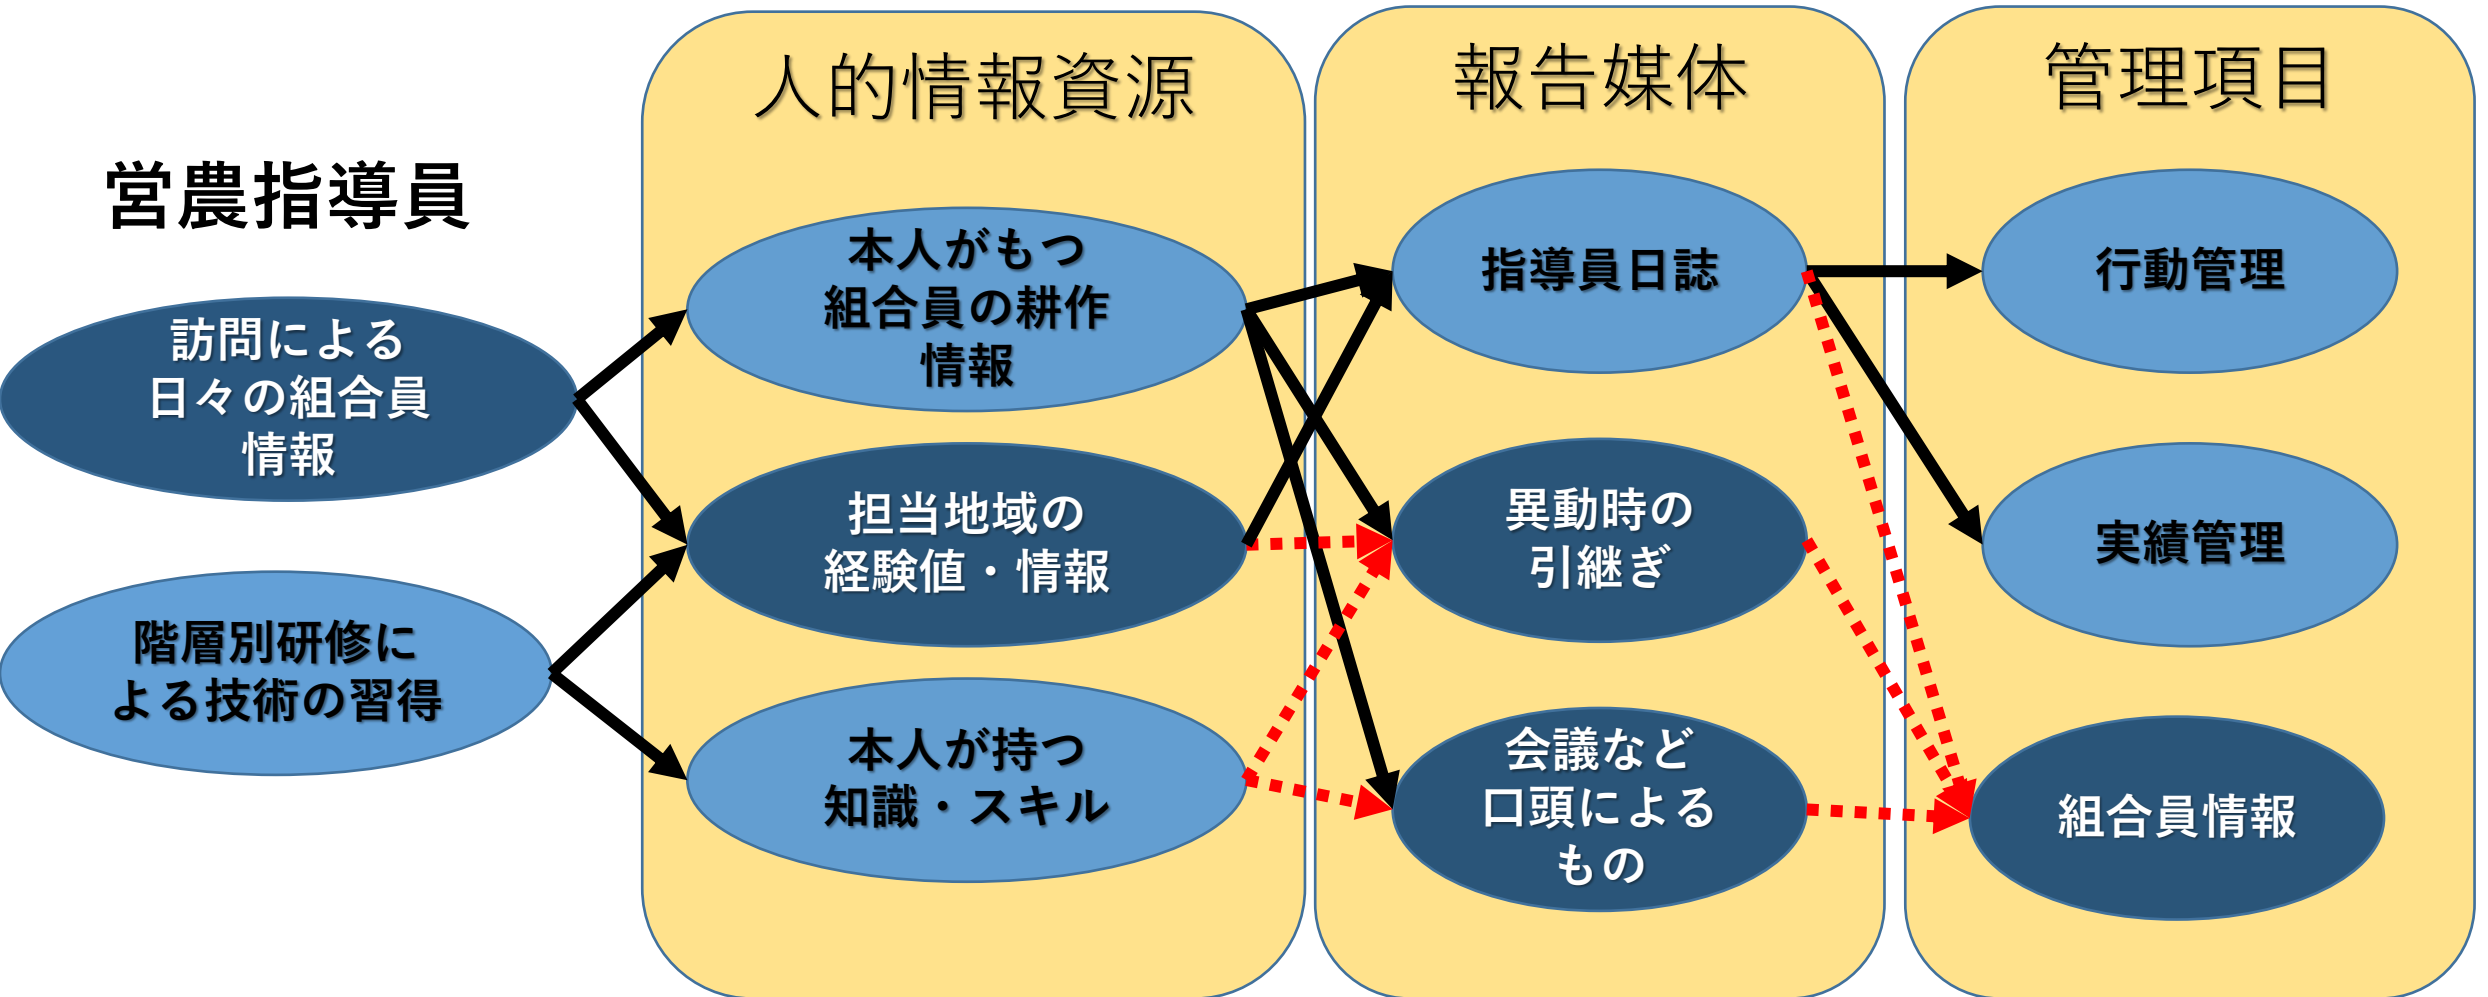 営農指導員
訪問による
日々の組合員
情報
階層別研修に
よる技術の習得
人的情報資源
本人がもつ
組合員の耕作
情報
担当地域の
経験値・情報
本人が持つ
知識・スキル
報告媒体
指導員日誌
異動時の
引継ぎ
会議など
口頭による
もの
管理項目
行動管理
実績管理
組合員情報